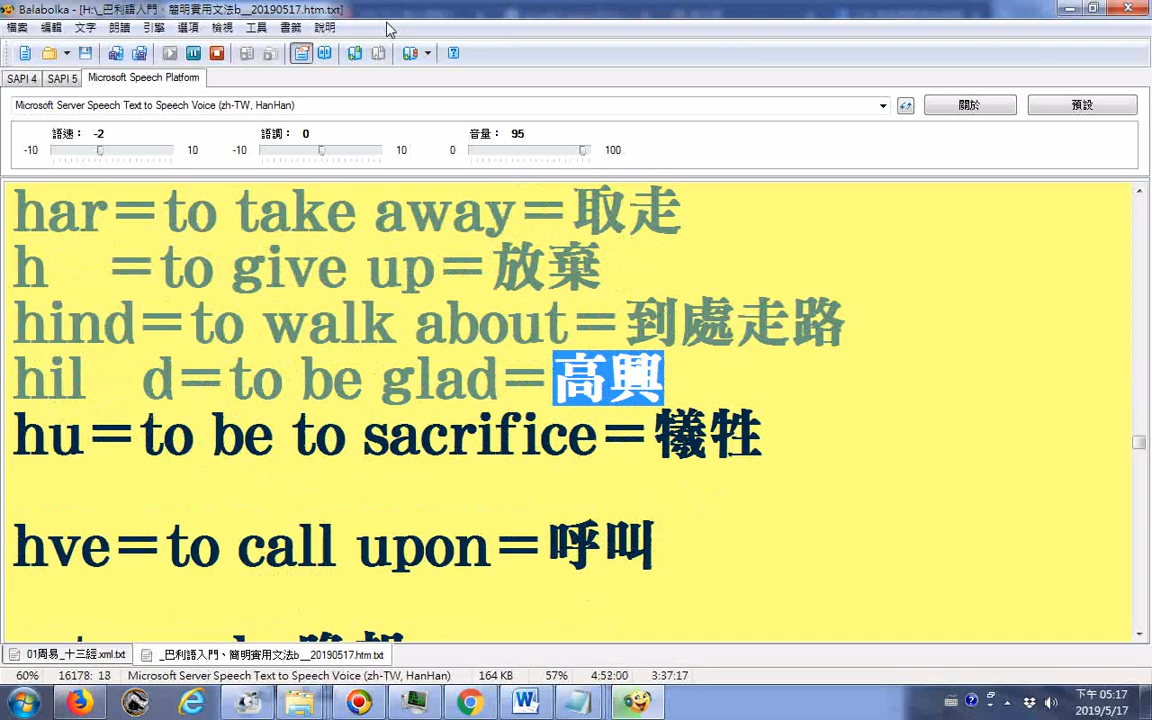 Balabolka - [H:\_巴利語入門、簡明實用文法b__20190517.htm.txt]
檔案 編輯 文字 朗讀 引擎 選項 檢視 工具 書籤 說明
SAPI 4 SAPI 5 Microsoft Speech Platform
Microsoft Server Speech Text to Speech Voice (zh-TW, HanHan) 關於 預設
語速： -2 語調： 0 音量： 95
-10 10 -10 10 0 100
har＝to take away＝取走
h ＝to give up＝放棄
hind＝to walk about＝到處走路
hil d＝to be glad＝高興
hu＝to be to sacrifice＝犧牲
hve＝to call upon＝呼叫
01周易_十三經.xml.txt _巴利語入門、簡明實用文法b__20190517.htm.txt
60% 16178: 13 Microsoft Server Speech Text to Speech Voice (zh-TW, HanHan) 164 KB 57% 4:53:00 3:37:17
下午 05:17
2019/5/17